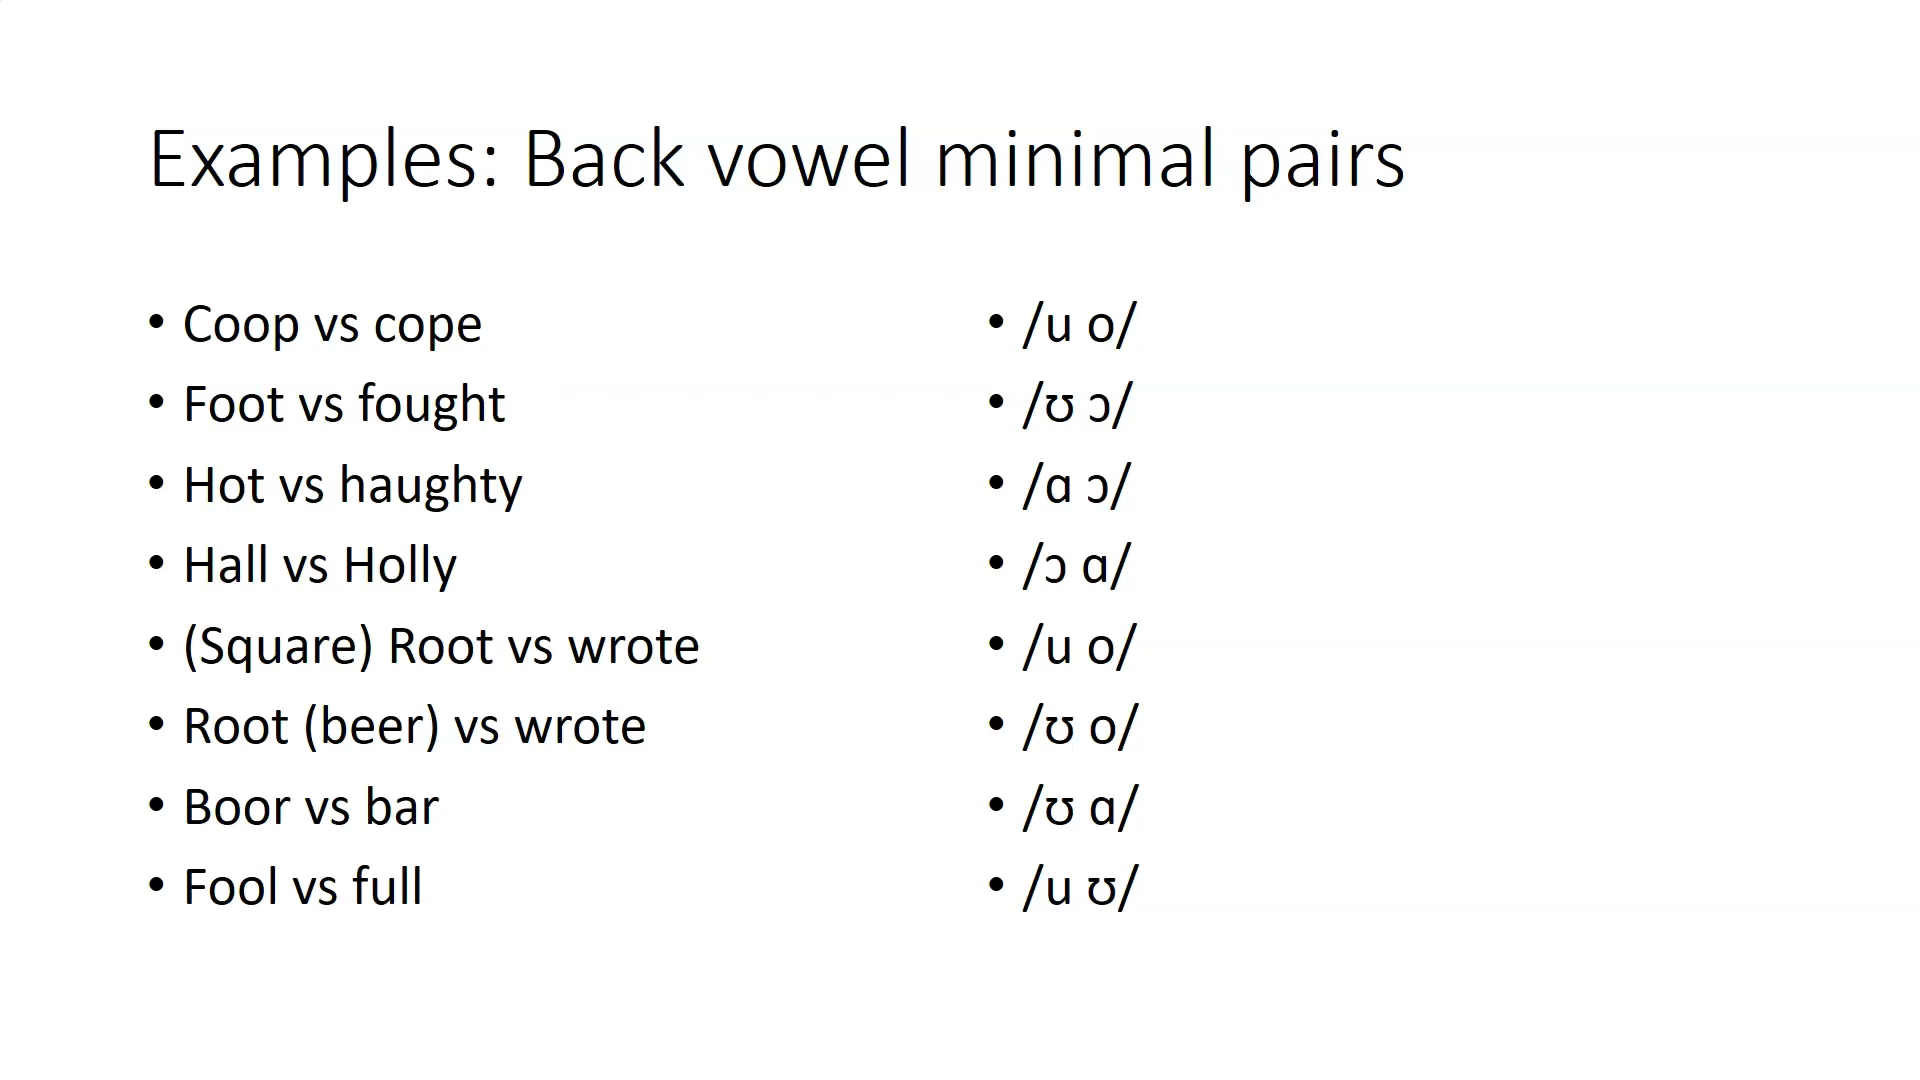 Examples: Back vowel minimal pairs
• Coop vs cope
• Foot vs fought
• Hot vs haughty
• Hall vs Holly
• (Square) Root vs wrote
• Root (beer) vs wrote
• Boor vs bar
• Fool vs full
• /u o/
• /ʊ ɔ/
• /ɑ ɔ/
• /ɔ ɑ/
• /u o/
• /ʊ o/
• /ʊ ɑ/
• /u ʊ/